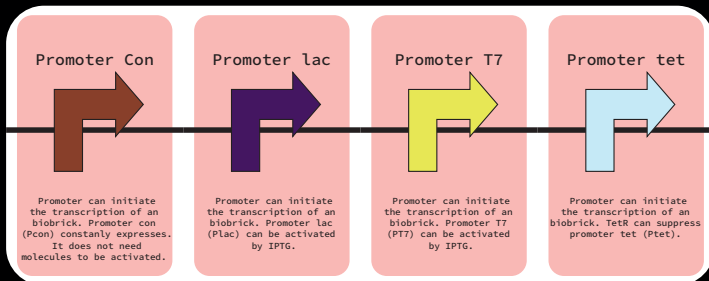 Promoter Con
Promoter can initiate
the transcription of an
biobrick. Promoter con
(Pcon) constanly expresses.
It does not need
molecules to be activated.
Promoter lac
Promoter can initiate
the transcription of an
biobrick. Promoter lac
(Plac) can be activated
by IPTG.
Promoter T7
Promoter can initiate
the transcription of an
biobrick. Promoter T7
(PT7) can be activated
by IPTG.
Promoter tet
Promoter can initiate
the transcription of an
biobrick. TetR can suppress
promoter tet (Ptet).